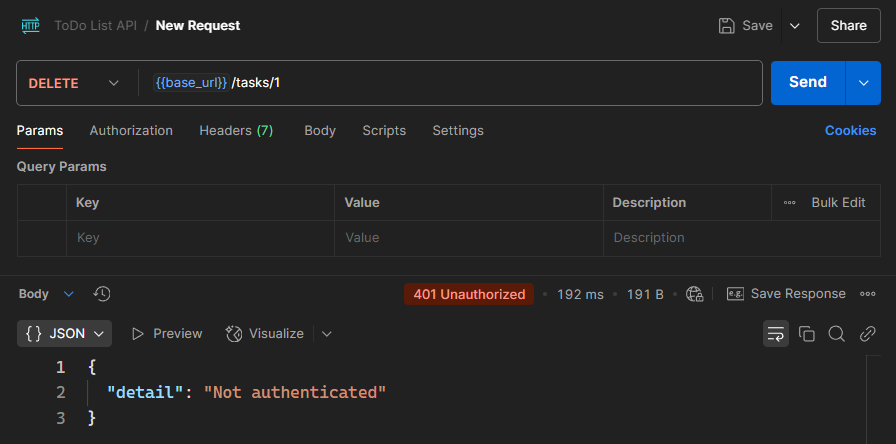 HTTP ToDo List API / New Request Save Share
DELETE {{base_url}} /tasks/1 Send
Params Authorization Headers (7) Body Scripts Settings Cookies
Query Params
Key Value Description Bulk Edit
Key Value Description
Body 401 Unauthorized • 192 ms • 191 B • e.g. Save Response
{} JSON Preview Visualize
1 {
2 "detail": "Not authenticated"
3 }